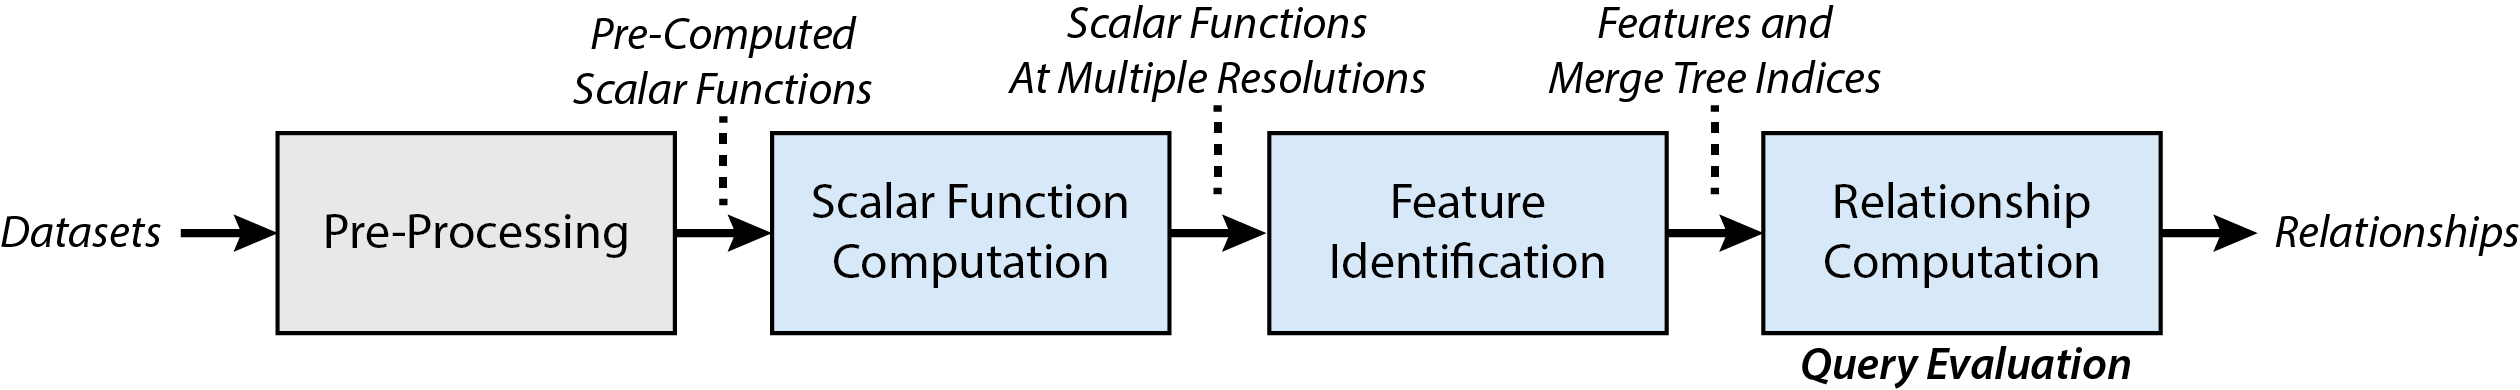 Datasets
Pre-Processing
Pre-Computed
Scalar Functions
Scalar Function
Computation
Scalar Functions
At Multiple Resolutions
Feature
Identification
Features and
Merge Tree Indices
Relationship
Computation
Query Evaluation
Relationships